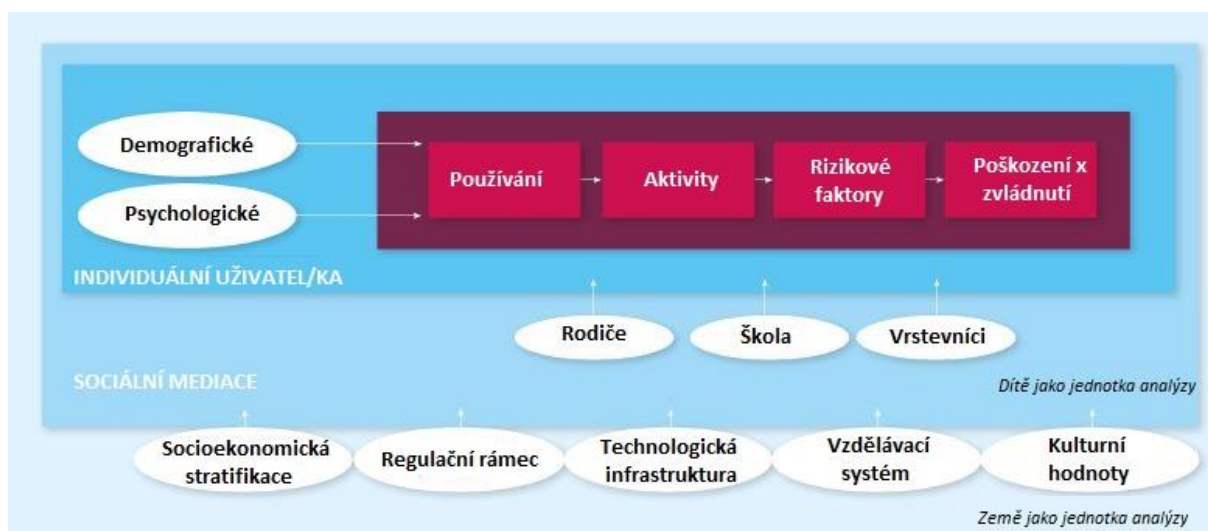 Demografické
Psychologické
Používání
Aktivity
Rizikové
faktory
Poškození x
zvládnutí
INDIVIDUÁLNÍ UŽIVATEL/KA
Rodiče
Škola
Vrstevníci
SOCIÁLNÍ MEDIACE
Dítě jako jednotka analýzy
Socioekonomická
stratifikace
Regulační rámec
Technologická
infrastruktura
Vzdělávací
systém
Kulturní
hodnoty
Země jako jednotka analýzy